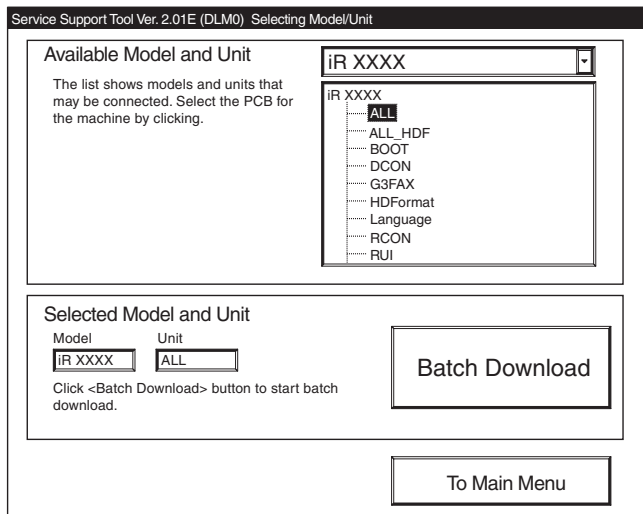 Service Support Tool Ver. 2.01E (DLM0)  Selecting Model/Unit
Available Model and Unit
The list shows models and units that
may be connected. Select the PCB for
the machine by clicking.
iR XXXX
iR XXXX
ALL
ALL_HDF
BOOT
DCON
G3FAX
HDFormat
Language
RCON
RUI
Selected Model and Unit
Model
Unit
iR XXXX
ALL
Click <Batch Download> button to start batch
download.
Batch Download
To Main Menu